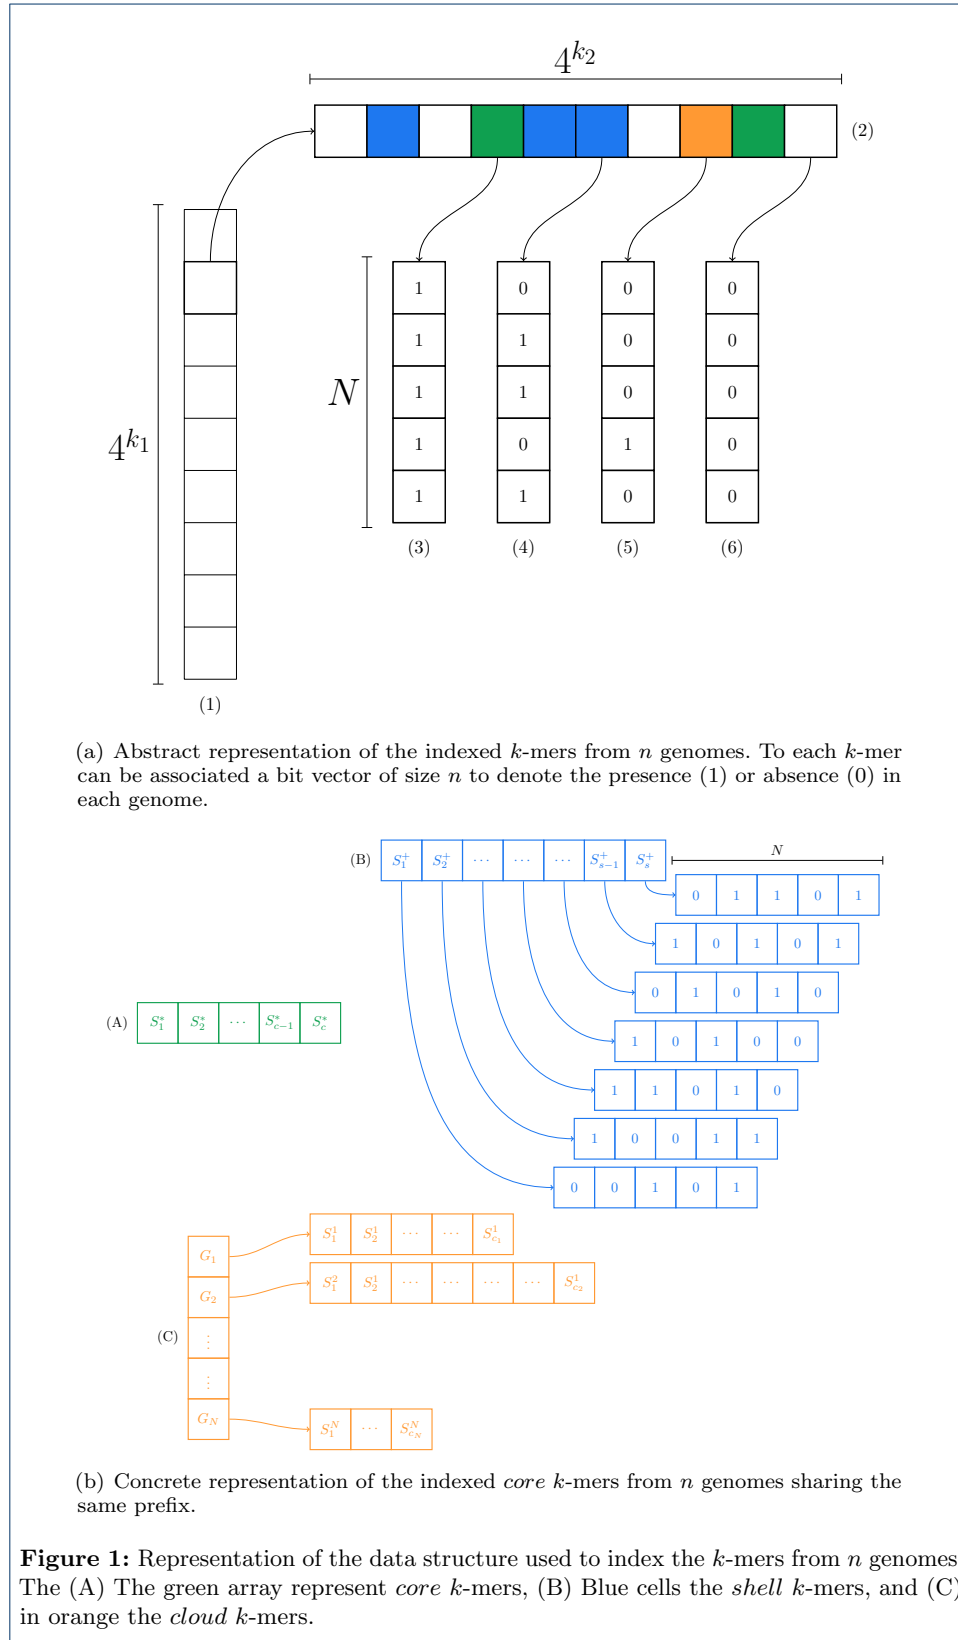 4^{k_2}
(2)
1 0 0 0
1 1 0 0
N 1 1 0 0
4^{k_1} 1 0 1 0
1 1 0 0
(3) (4) (5) (6)
(1)
(a) Abstract representation of the indexed k-mers from n genomes. To each k-mer
can be associated a bit vector of size n to denote the presence (1) or absence (0) in
each genome.
(B) S_1^+ S_2^+ ... ... ... S_{s-1}^+ S_s^+ N
0 1 1 0 1
1 0 1 0 1
0 1 0 1 0
(A) S_1^* S_2^* ... S_{c-1}^* S_c^*
1 0 1 0 0
1 1 0 1 0
1 0 0 1 1
0 0 1 0 1
G_1 S_1^1 S_2^1 ... ... S_{c_1}^1
G_2 S_1^2 S_2^1 ... ... ... ... S_{c_2}^1
(C) ⋮
⋮
G_N S_1^N ... S_{c_N}^N
(b) Concrete representation of the indexed core k-mers from n genomes sharing the
same prefix.
Figure 1: Representation of the data structure used to index the k-mers from n genomes
The (A) The green array represent core k-mers, (B) Blue cells the shell k-mers, and (C)
in orange the cloud k-mers.